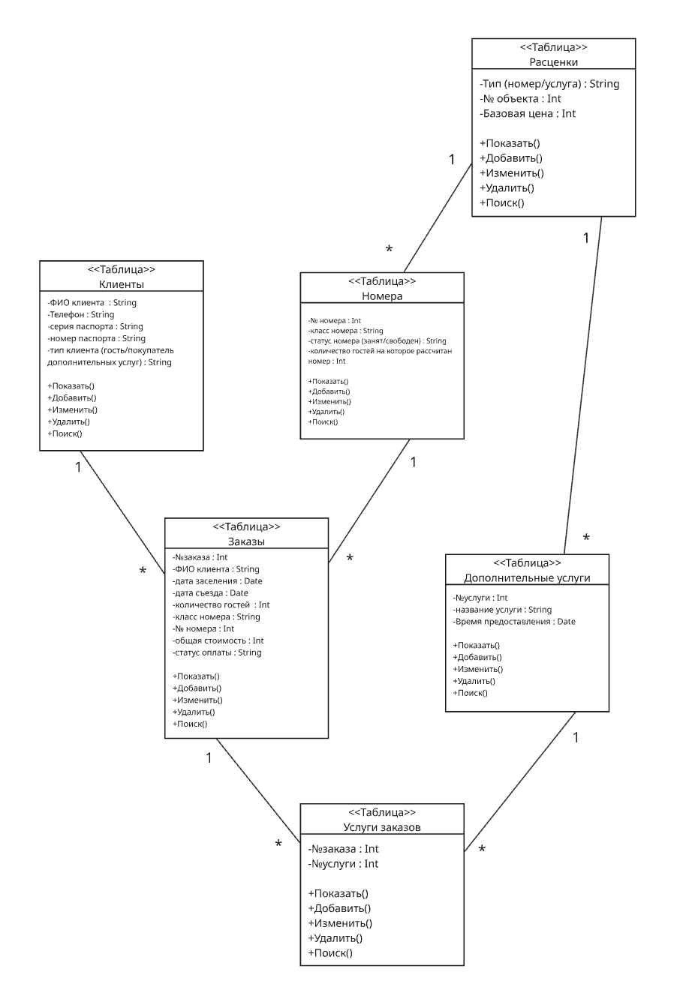 <<Таблица>>
Расценки
-Тип (номер/услуга) : String
-№ объекта : Int
-Базовая цена : Int
+Показать()
+Добавить()
+Изменить()
+Удалить()
+Поиск()
1
*
1
*
<<Таблица>>
Клиенты
-ФИО клиента  : String
-Телефон : String
-серия паспорта : String
-номер паспорта : String
-тип клиента (гость/покупатель
дополнительных услуг) : String
+Показать()
+Добавить()
+Изменить()
+Удалить()
+Поиск()
1
*
<<Таблица>>
Номера
-№ номера : Int
-класс номера : String
-статус номера (занят/свободен) : String
-количество гостей на которое рассчитан
номер : Int
+Показать()
+Добавить()
+Изменить()
+Удалить()
+Поиск()
1
*
<<Таблица>>
Заказы
-№заказа : Int
-ФИО клиента : String
-дата заселения : Date
-дата съезда : Date
-количество гостей  : Int
-класс номера : String
-№ номера : Int
-общая стоимость : Int
-статус оплаты : String
+Показать()
+Добавить()
+Изменить()
+Удалить()
+Поиск()
1
*
<<Таблица>>
Дополнительные услуги
-№услуги : Int
-название услуги : String
-Время предоставления : Date
+Показать()
+Добавить()
+Изменить()
+Удалить()
+Поиск()
1
*
<<Таблица>>
Услуги заказов
-№заказа : Int
-№услуги : Int
+Показать()
+Добавить()
+Изменить()
+Удалить()
+Поиск()